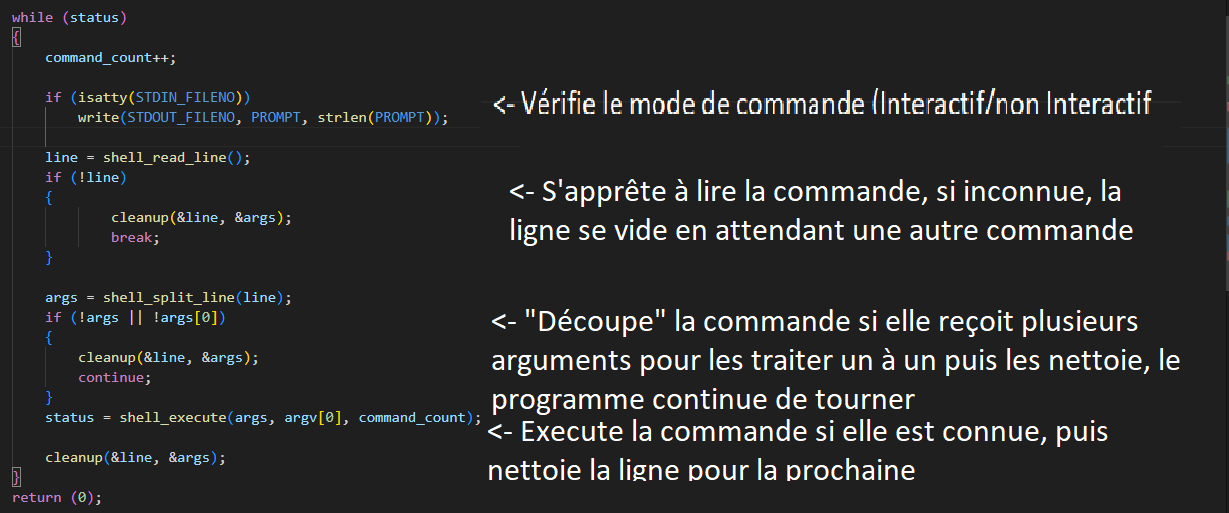 while (status)
{
command_count++;
if (isatty(STDIN_FILENO))
<- Vérifie le mode de commande (Interactif/non Interactif
write(STDOUT_FILENO, PROMPT, strlen(PROMPT));
line = shell_read_line();
if (!line)
{
cleanup(&line, &args);
break;
}
<- S'apprête à lire la commande, si inconnue, la
ligne se vide en attendant une autre commande
args = shell_split_line(line);
if (!args || !args[0])
{
cleanup(&line, &args);
continue;
}
<- "Découpe" la commande si elle reçoit plusieurs
arguments pour les traiter un à un puis les nettoie, le
programme continue de tourner
status = shell_execute(args, argv[0], command_count);
cleanup(&line, &args);
<- Execute la commande si elle est connue, puis
nettoie la ligne pour la prochaine
}
return (0);